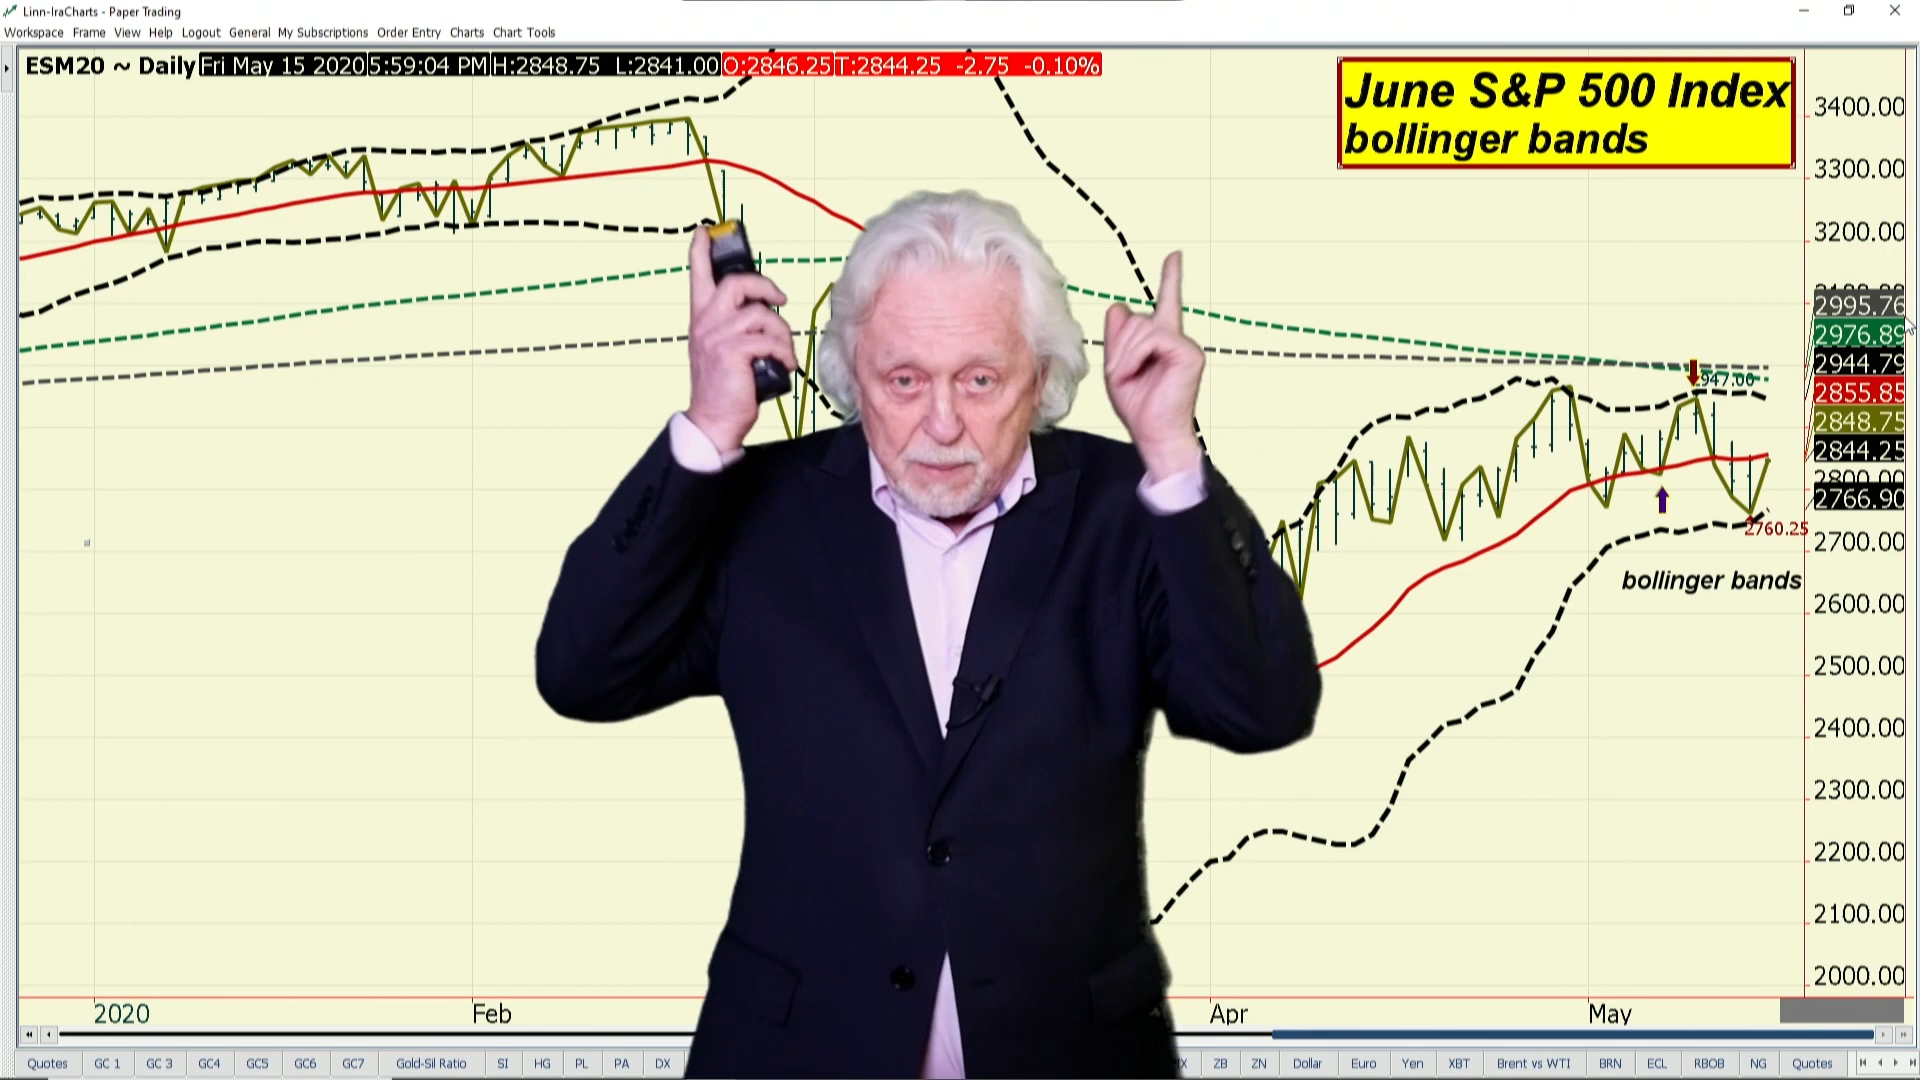 Linn-IraCharts - Paper Trading
Workspace Frame View Help Logout General My Subscriptions Order Entry Charts Chart Tools
ESM20 ~ Daily Fri May 15 2020 5:59:04 PM H:2848.75 L:2841.00 O:2846.25 T:2844.25 -2.75 -0.10%
June S&P 500 Index
bollinger bands
3400.00
3300.00
3200.00
2995.76
2976.89
2944.79
2855.85
2848.75
2844.25
2800.00
2766.90
2700.00
2600.00
2500.00
2400.00
2300.00
2200.00
2100.00
2000.00
2947.00
2760.25
bollinger bands
2020 Feb Apr May
Quotes GC 1 GC 3 GC4 GC5 GC6 GC7 Gold-Sil Ratio SI HG PL PA DX ZB ZN Dollar Euro Yen XBT Brent vs WTI BRN ECL RBOB NG Quotes